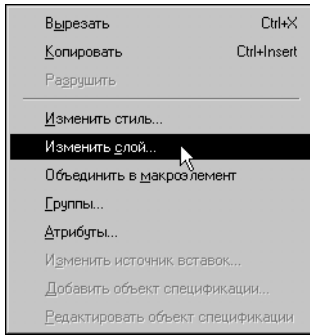 Вырезать Ctrl+X
Копировать Ctrl+Insert
Разрушить
Изменить стиль...
Изменить слой...
Объединить в макроэлемент
Группы...
Атрибуты...
Изменить источник вставок...
Добавить объект спецификации...
Редактировать объект спецификации